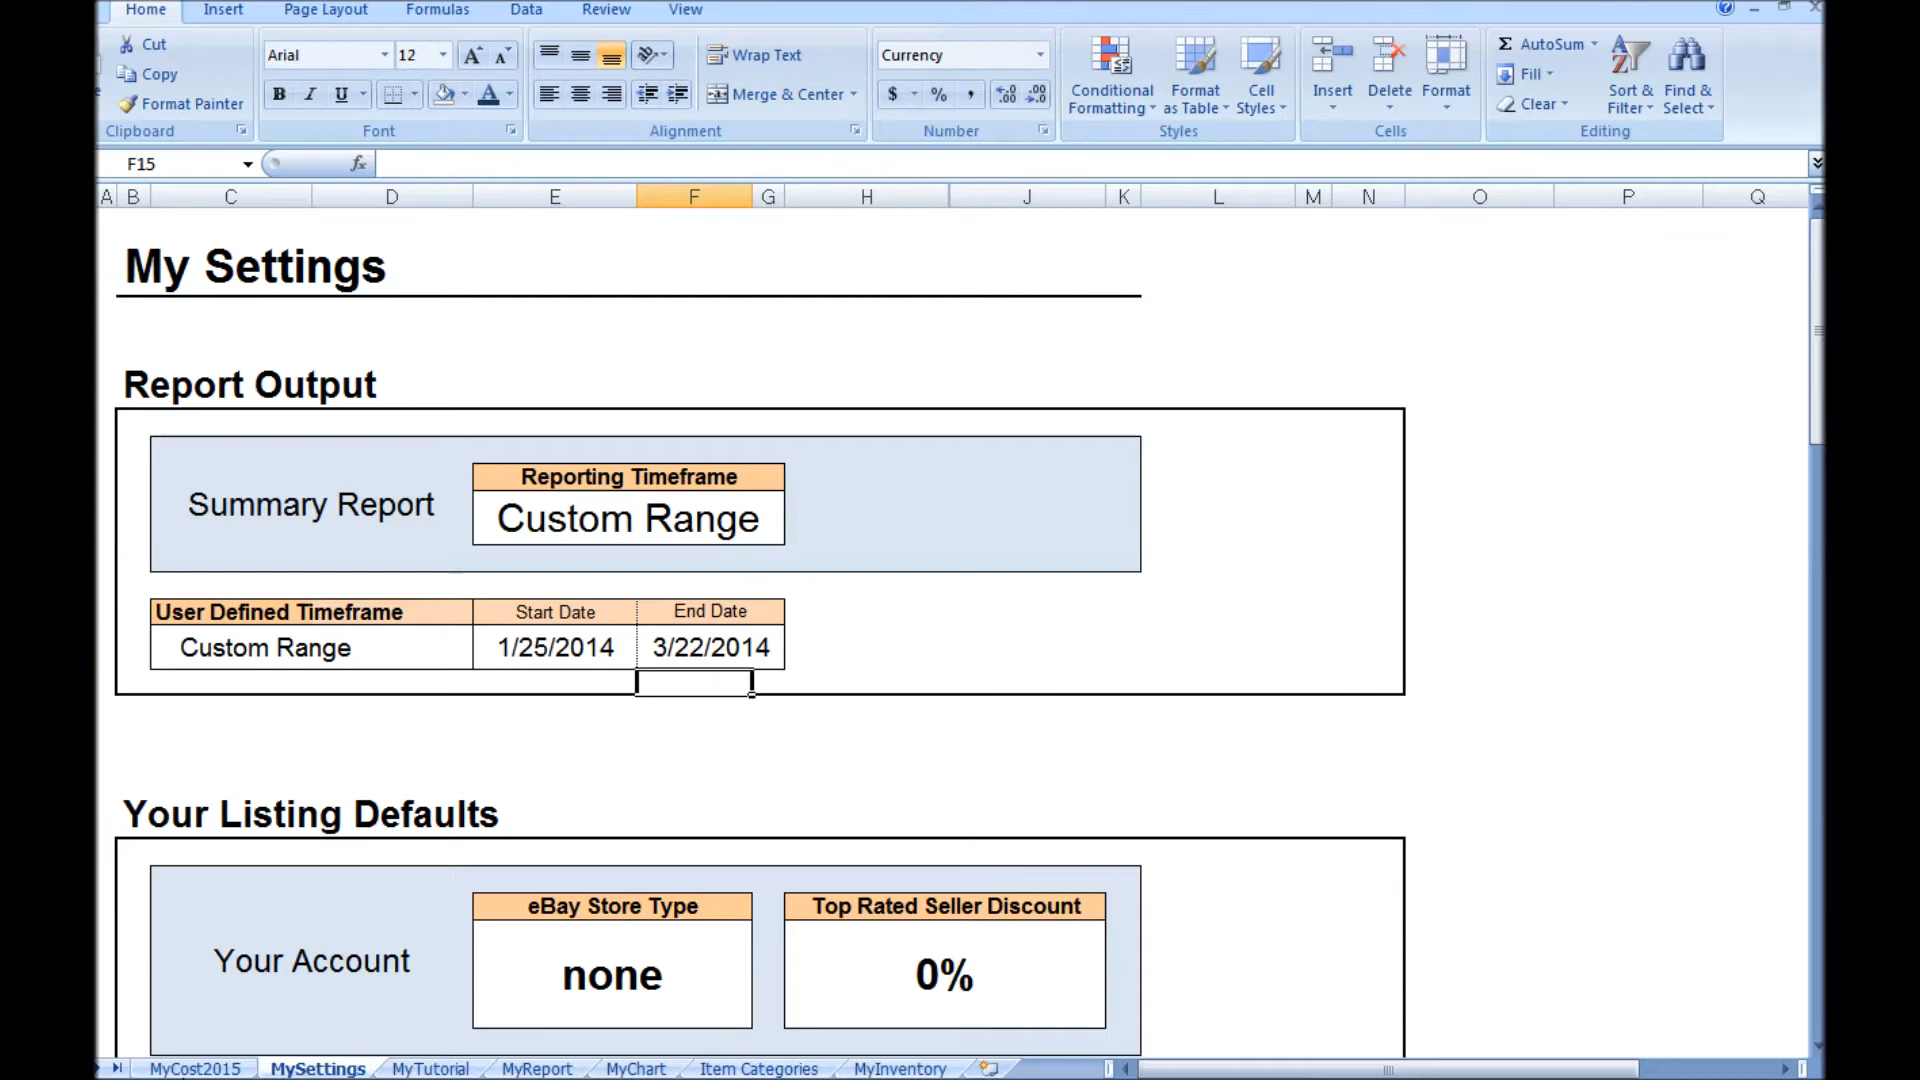 Home Insert Page Layout Formulas Data Review View
Cut
Copy
Format Painter
Clipboard
Arial 12
B I U
Font
Wrap Text
Merge & Center
Alignment
Currency
$ % ,
Number
Conditional Formatting
Format as Table
Cell Styles
Styles
Insert Delete Format
Cells
Σ AutoSum
Fill
Clear
Sort & Filter
Find & Select
Editing
F15 fx
A B C D E F G H J K L M N O P Q
My Settings
Report Output
Summary Report
Reporting Timeframe
Custom Range
User Defined Timeframe Start Date End Date
Custom Range 1/25/2014 3/22/2014
Your Listing Defaults
Your Account
eBay Store Type Top Rated Seller Discount
none 0%
MyCost2015 MySettings MyTutorial MyReport MyChart Item Categories MyInventory